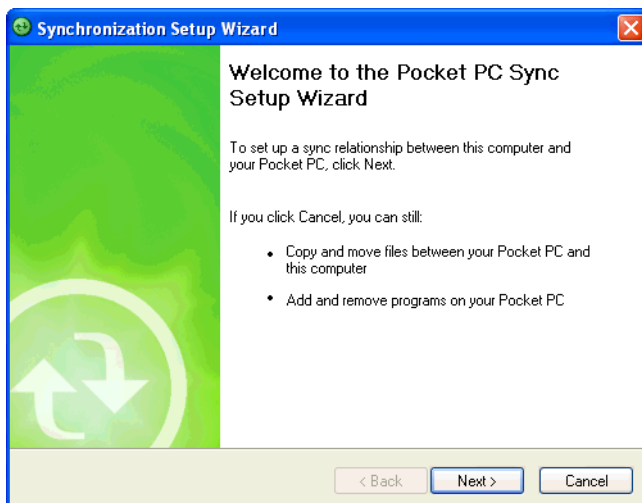 Synchronization Setup Wizard
Welcome to the Pocket PC Sync
Setup Wizard
To set up a sync relationship between this computer and
your Pocket PC, click Next.
If you click Cancel, you can still:
• Copy and move files between your Pocket PC and
this computer
• Add and remove programs on your Pocket PC
< Back Next > Cancel